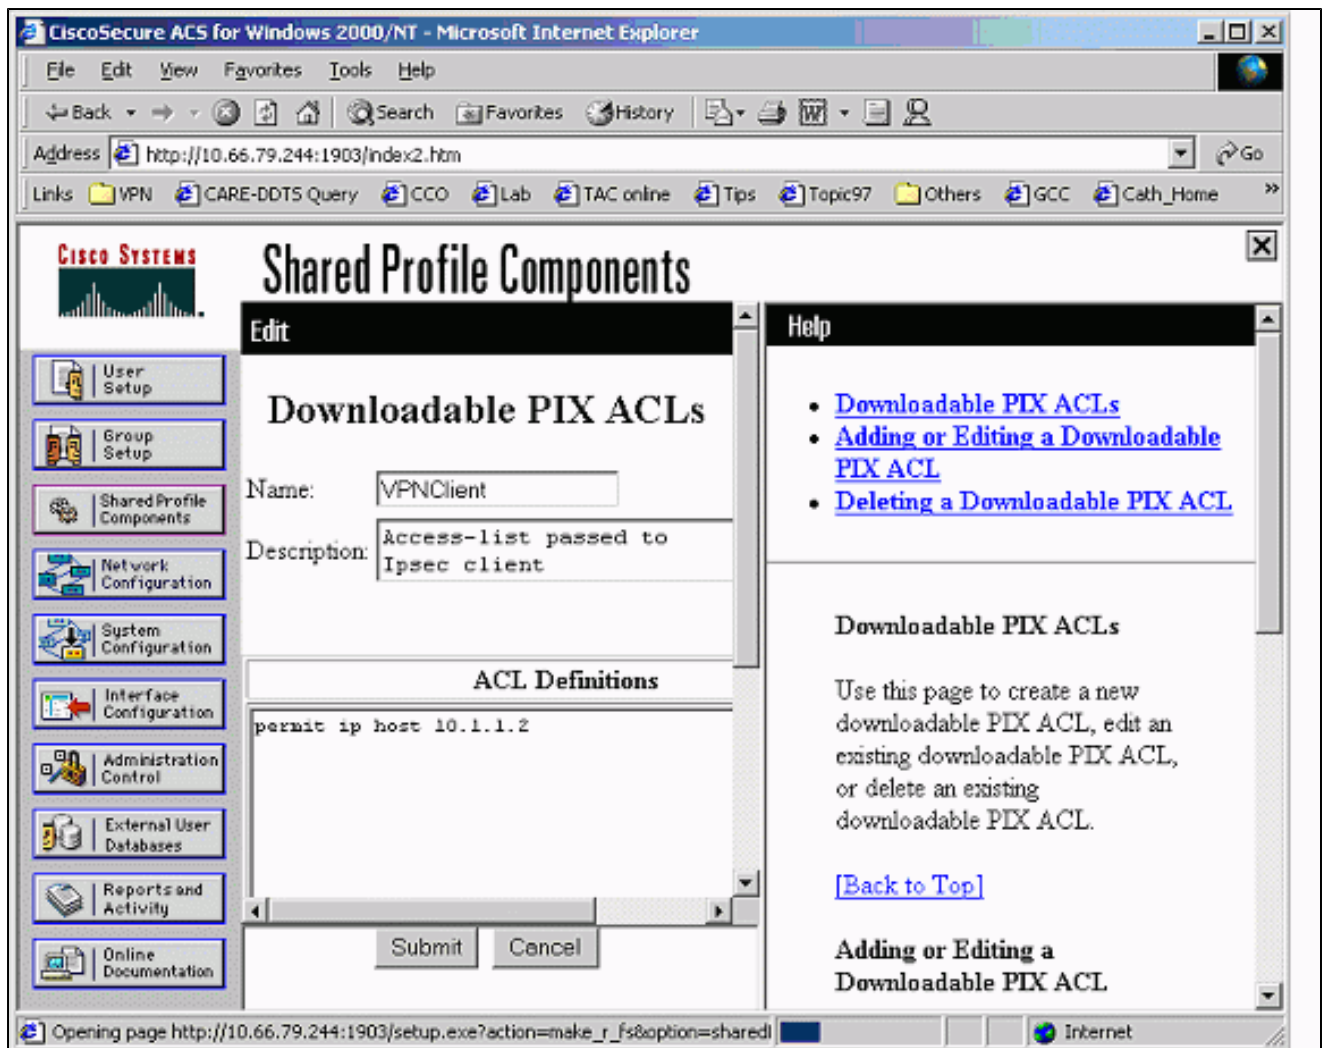 CiscoSecure ACS for Windows 2000/NT - Microsoft Internet Explorer
File Edit View Favorites Tools Help
Back Search Favorites History
Address http://10.66.79.244:1903/index2.htm Go
Links VPN CARE-DDTS Query CCO Lab TAC online Tips Topic97 Others GCC Cath_Home »
CISCO SYSTEMS
Shared Profile Components
User
Setup
Group
Setup
Shared Profile
Components
Network
Configuration
System
Configuration
Interface
Configuration
Administration
Control
External User
Databases
Reports and
Activity
Online
Documentation
Edit
Downloadable PIX ACLs
Name: VPNClient
Description: Access-list passed to
Ipsec client
ACL Definitions
permit ip host 10.1.1.2
Submit Cancel
Help
• Downloadable PIX ACLs
• Adding or Editing a Downloadable
PIX ACL
• Deleting a Downloadable PIX ACL
Downloadable PIX ACLs
Use this page to create a new
downloadable PIX ACL, edit an
existing downloadable PIX ACL,
or delete an existing
downloadable PIX ACL.
[Back to Top]
Adding or Editing a
Downloadable PIX ACL
Opening page http://10.66.79.244:1903/setup.exe?action=make_r_fs&option=shared Internet